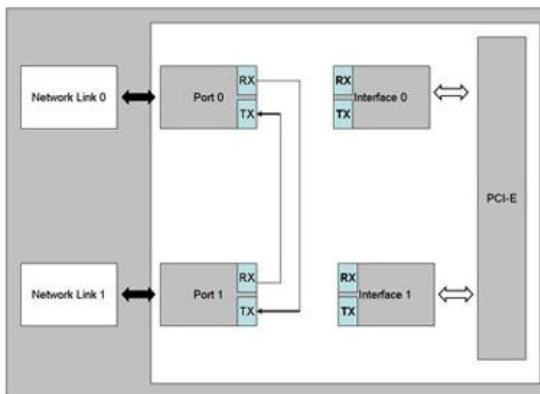 Network Link 0
Port 0
RX
TX
RX
TX
Interface 0
PCI-E
Network Link 1
Port 1
RX
TX
RX
TX
Interface 1